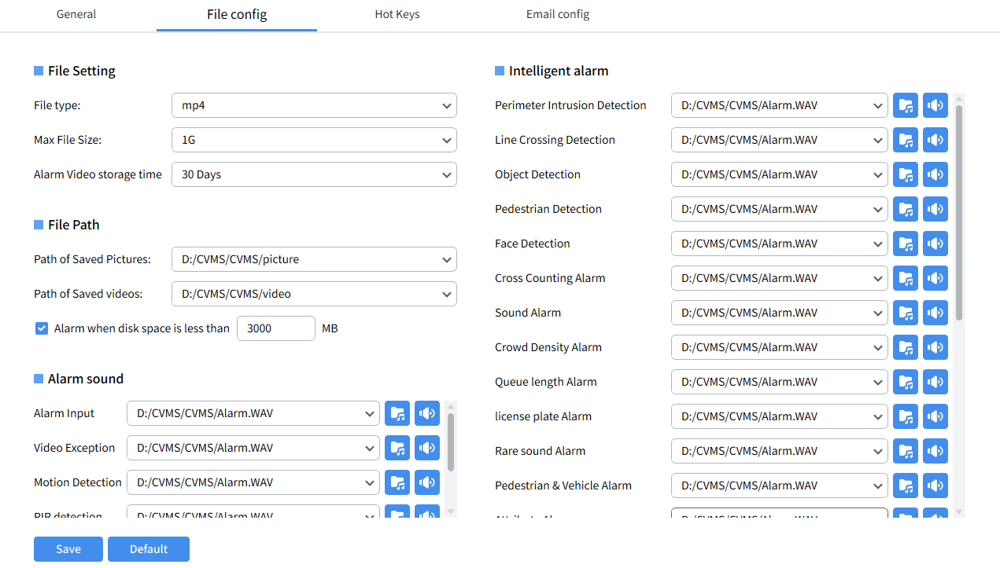 General File config Hot Keys Email config
File Setting
File type: mp4
Max File Size: 1G
Alarm Video storage time 30 Days
File Path
Path of Saved Pictures: D:/CVMS/CVMS/picture
Path of Saved videos: D:/CVMS/CVMS/video
Alarm when disk space is less than 3000 MB
Alarm sound
Alarm Input D:/CVMS/CVMS/Alarm.WAV
Video Exception D:/CVMS/CVMS/Alarm.WAV
Motion Detection D:/CVMS/CVMS/Alarm.WAV
PIR detection D:/CVMS/CVMS/Alarm.WAV
Intelligent alarm
Perimeter Intrusion Detection D:/CVMS/CVMS/Alarm.WAV
Line Crossing Detection D:/CVMS/CVMS/Alarm.WAV
Object Detection D:/CVMS/CVMS/Alarm.WAV
Pedestrian Detection D:/CVMS/CVMS/Alarm.WAV
Face Detection D:/CVMS/CVMS/Alarm.WAV
Cross Counting Alarm D:/CVMS/CVMS/Alarm.WAV
Sound Alarm D:/CVMS/CVMS/Alarm.WAV
Crowd Density Alarm D:/CVMS/CVMS/Alarm.WAV
Queue length Alarm D:/CVMS/CVMS/Alarm.WAV
license plate Alarm D:/CVMS/CVMS/Alarm.WAV
Rare sound Alarm D:/CVMS/CVMS/Alarm.WAV
Pedestrian & Vehicle Alarm D:/CVMS/CVMS/Alarm.WAV
Save Default